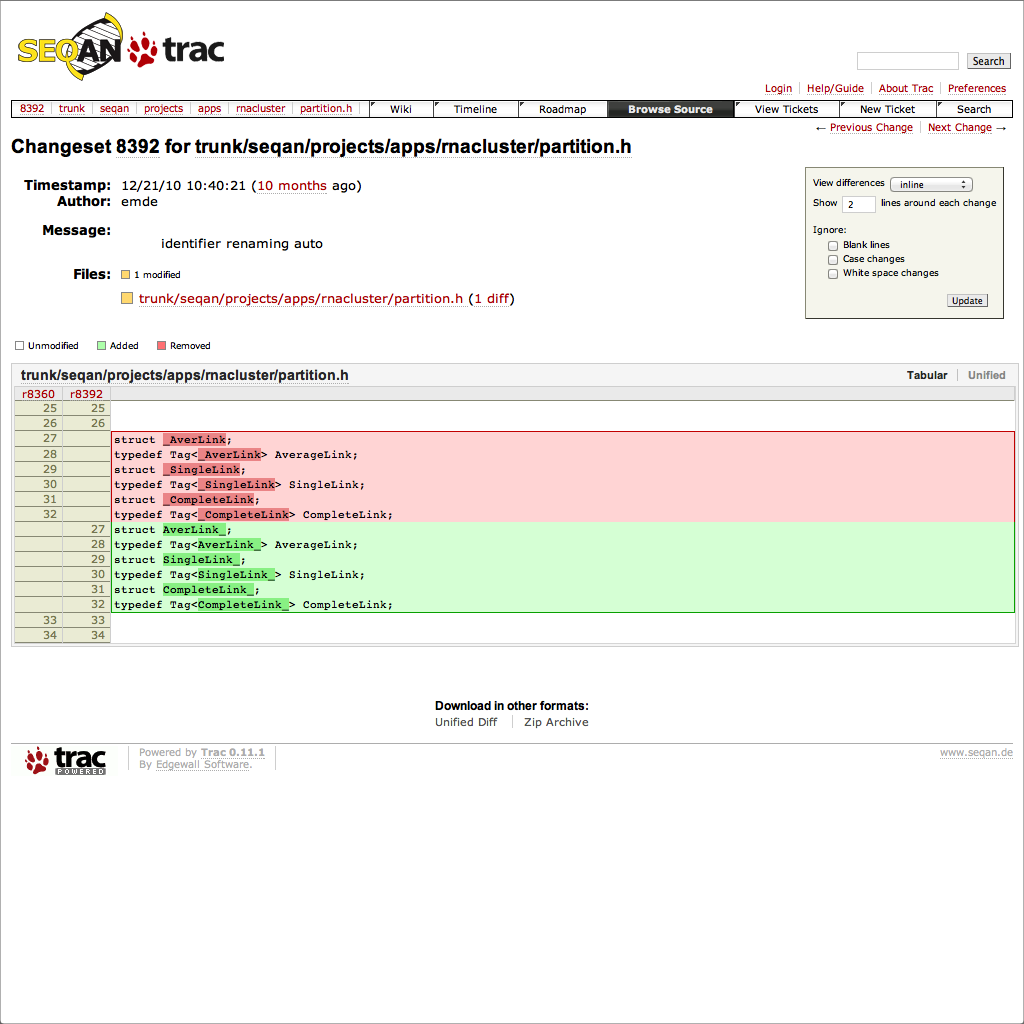 SEQAN trac
Search
Login Help/Guide About Trac Preferences
8392 trunk seqan projects apps rnacluster partition.h Wiki Timeline Roadmap Browse Source View Tickets New Ticket Search
← Previous Change Next Change →
Changeset 8392 for trunk/seqan/projects/apps/rnacluster/partition.h
Timestamp: 12/21/10 10:40:21 (10 months ago)
Author: emde
Message:
identifier renaming auto
Files: 1 modified
trunk/seqan/projects/apps/rnacluster/partition.h (1 diff)
View differences inline
Show 2 lines around each change
Ignore:
Blank lines
Case changes
White space changes
Update
Unmodified Added Removed
trunk/seqan/projects/apps/rnacluster/partition.h Tabular Unified
r8360 r8392
25 25
26 26
27 struct _AverLink;
28 typedef Tag<_AverLink> AverageLink;
29 struct _SingleLink;
30 typedef Tag<_SingleLink> SingleLink;
31 struct _CompleteLink;
32 typedef Tag<_CompleteLink> CompleteLink;
27 struct AverLink_;
28 typedef Tag<AverLink_> AverageLink;
29 struct SingleLink_;
30 typedef Tag<SingleLink_> SingleLink;
31 struct CompleteLink_;
32 typedef Tag<CompleteLink_> CompleteLink;
33 33
34 34
Download in other formats:
Unified Diff Zip Archive
trac POWERED
Powered by Trac 0.11.1
By Edgewall Software.
www.seqan.de